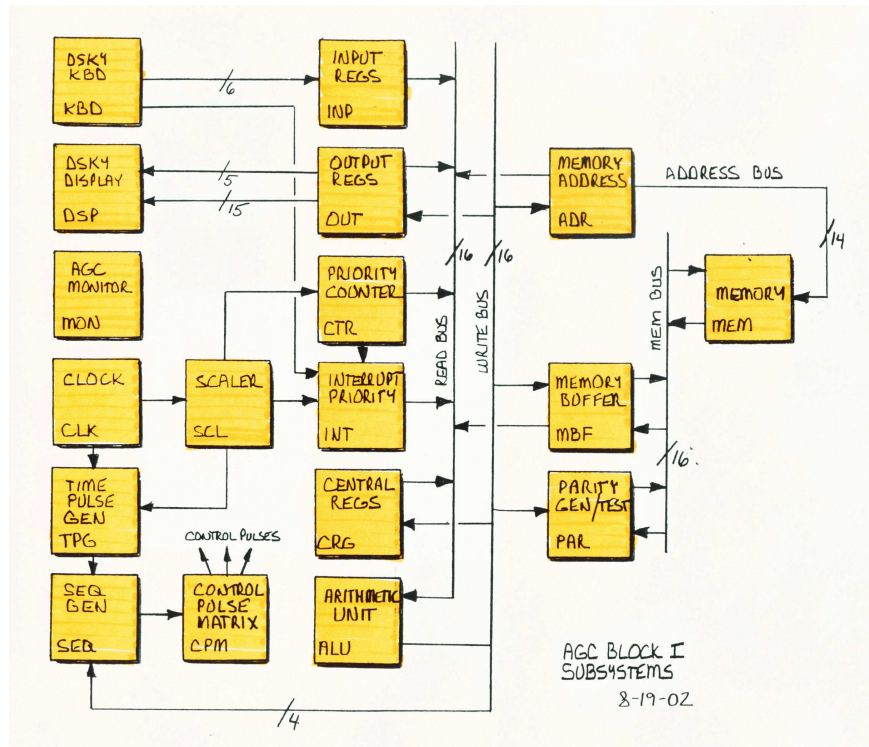 DSKY
KBD
KBD
/6
INPUT
REGS
INP
DSKY
DISPLAY
DSP
/5
/15
OUTPUT
REGS
OUT
MEMORY
ADDRESS
ADR
ADDRESS BUS
/14
AGC
MONITOR
MON
PRIORITY
COUNTER
CTR
/16
/16
READ BUS
WRITE BUS
MEM BUS
MEMORY
MEM
CLOCK
CLK
SCALER
SCL
INTERRUPT
PRIORITY
INT
MEMORY
BUFFER
MBF
/16
TIME
PULSE
GEN
TPG
CENTRAL
REGS
CRG
PARITY
GEN/TEST
PAR
CONTROL PULSES
SEQ
GEN
SEQ
CONTROL
PULSE
MATRIX
CPM
ARITHMETIC
UNIT
ALU
/4
AGC BLOCK I
SUBSYSTEMS
8-19-02